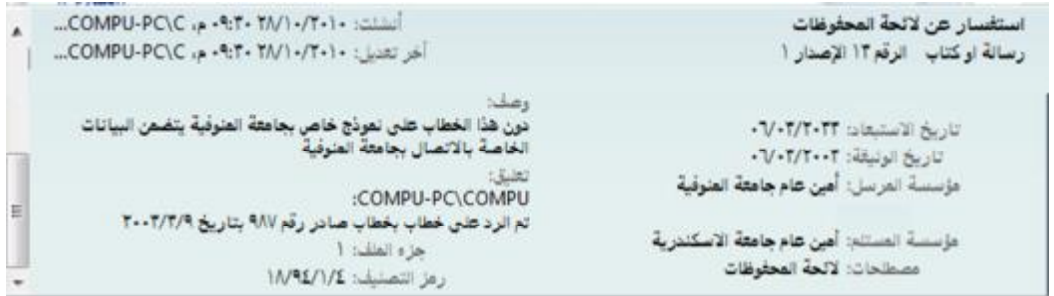 استفسار عن لائحة المحفوظات
رسالة او كتاب الرقم ١٣ الإصدار ١
أنشئت: ٢٨/١٠/٢٠١٠ ٠٩:٣٠ م، COMPU-PC\C...
آخر تعديل: ٢٨/١٠/٢٠١٠ ٠٩:٣٠ م، COMPU-PC\C...
تاريخ الاستبعاد: ٠٦/٠٣/٢٠٣٣
تاريخ الوثيقة: ٠٦/٠٣/٢٠٠٣
مؤسسة المرسل: أمين عام جامعة المنوفية
مؤسسة المستلم: أمين عام جامعة الاسكندرية
مصطلحات: لائحة المحفوظات
وصف:
دون هذا الخطاب على نموذج خاص بجامعة المنوفية يتضمن البيانات
الخاصة بالاتصال بجامعة المنوفية
تعليق:
COMPU-PC\COMPU:
تم الرد على خطاب بخطاب صادر رقم ٩٨٧ بتاريخ ٢٠٠٣/٣/٩
جزء الملف: ١
رمز التصنيف: ١٨/٩٤/١/٤